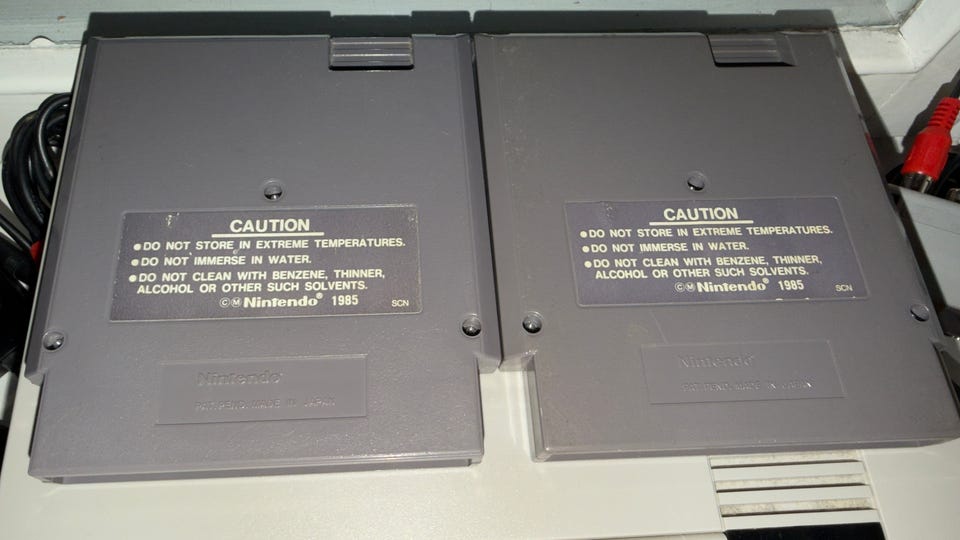 CAUTION
●DO NOT STORE IN EXTREME TEMPERATURES.
●DO NOT IMMERSE IN WATER.
●DO NOT CLEAN WITH BENZENE, THINNER,
ALCOHOL OR OTHER SUCH SOLVENTS.
©Ⓜ Nintendo® 1985
SCN
Nintendo®
PAT. PEND. MADE IN JAPAN
CAUTION
●DO NOT STORE IN EXTREME TEMPERATURES.
●DO NOT IMMERSE IN WATER.
●DO NOT CLEAN WITH BENZENE, THINNER,
ALCOHOL OR OTHER SUCH SOLVENTS.
©Ⓜ Nintendo® 1985
SCN
Nintendo®
PAT. PEND. MADE IN JAPAN